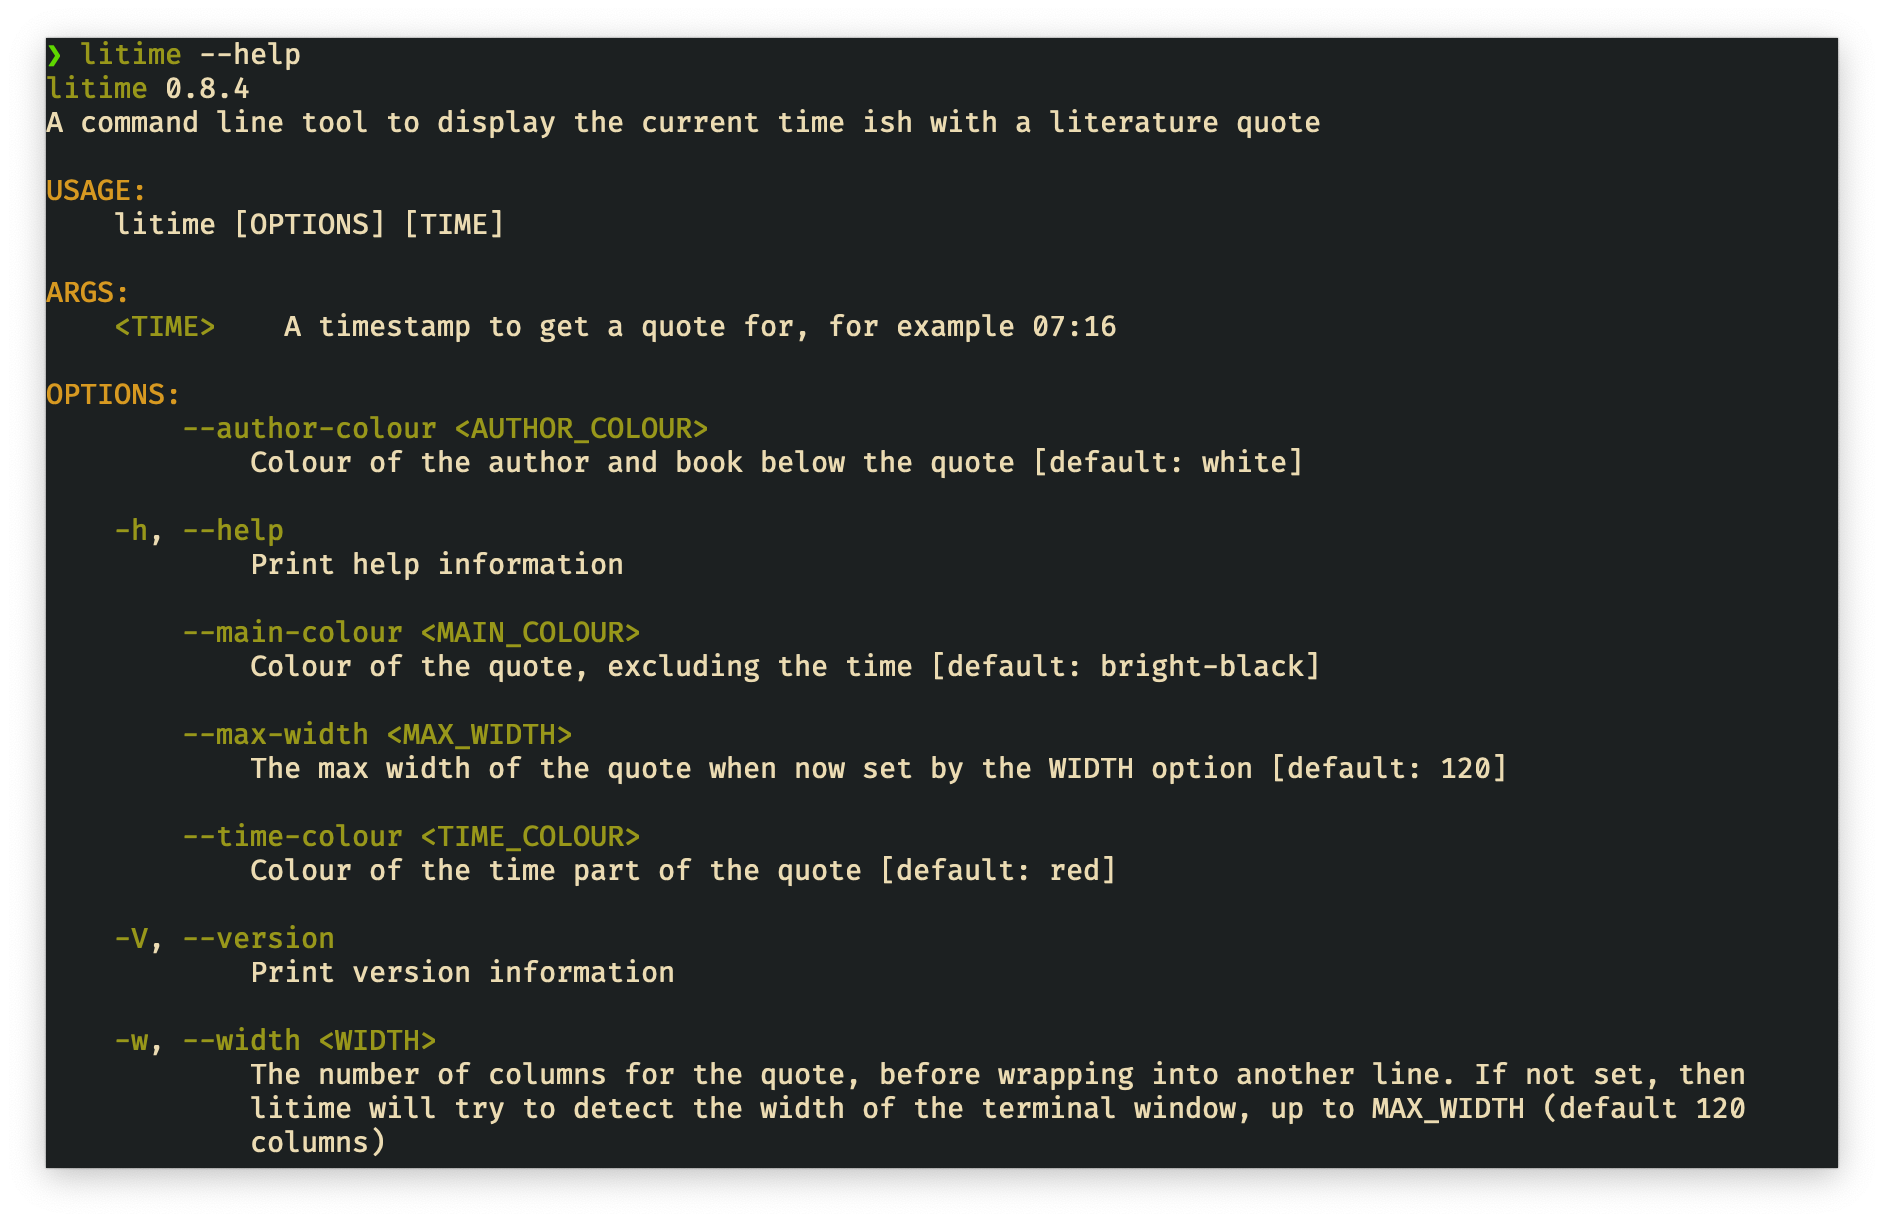 ❯ litime --help
litime 0.8.4
A command line tool to display the current time ish with a literature quote
USAGE:
litime [OPTIONS] [TIME]
ARGS:
<TIME>    A timestamp to get a quote for, for example 07:16
OPTIONS:
--author-colour <AUTHOR_COLOUR>
Colour of the author and book below the quote [default: white]
-h, --help
Print help information
--main-colour <MAIN_COLOUR>
Colour of the quote, excluding the time [default: bright-black]
--max-width <MAX_WIDTH>
The max width of the quote when now set by the WIDTH option [default: 120]
--time-colour <TIME_COLOUR>
Colour of the time part of the quote [default: red]
-V, --version
Print version information
-w, --width <WIDTH>
The number of columns for the quote, before wrapping into another line. If not set, then
litime will try to detect the width of the terminal window, up to MAX_WIDTH (default 120
columns)